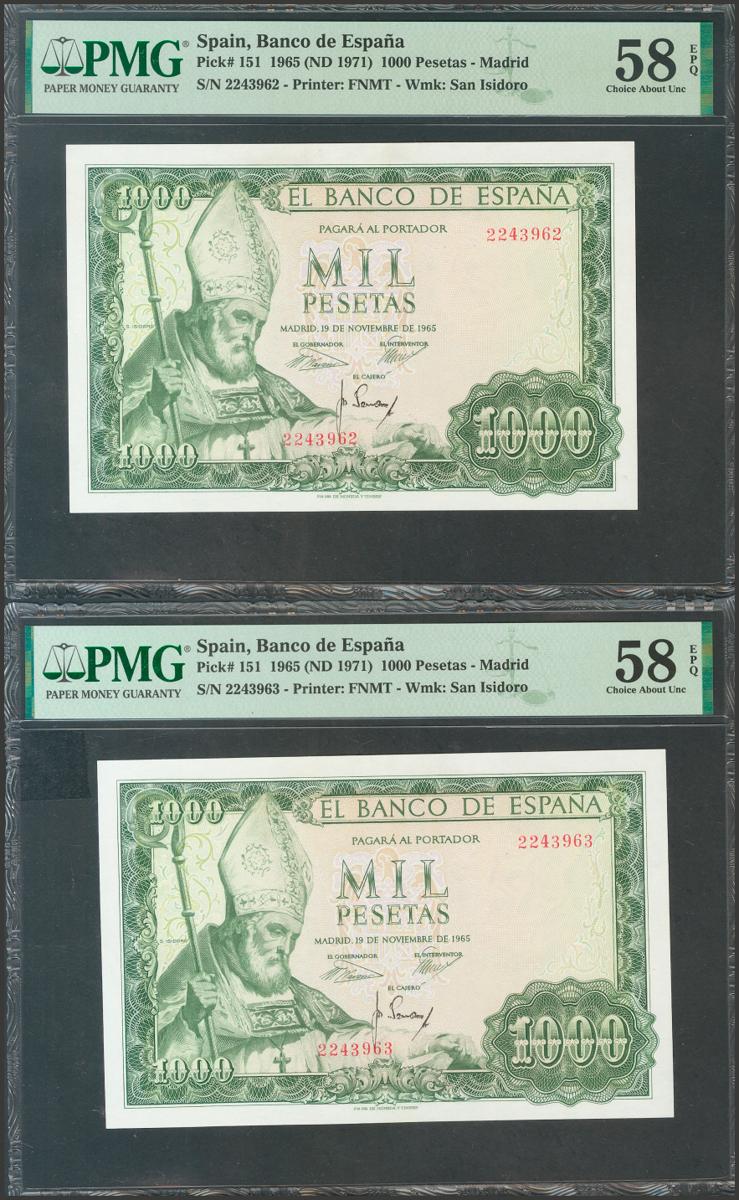 PMG®
PAPER MONEY GUARANTY
Spain, Banco de España
Pick# 151 1965 (ND 1971) 1000 Pesetas - Madrid
S/N 2243962 - Printer: FNMT - Wmk: San Isidoro
58 EPQ
Choice About Unc
1000
EL BANCO DE ESPAÑA
PAGARÁ AL PORTADOR
2243962
MIL
PESETAS
MADRID, 19 DE NOVIEMBRE DE 1965
S. ISIDORO
EL GOBERNADOR
EL INTERVENTOR
EL CAJERO
2243962
1000
1000
PMG®
PAPER MONEY GUARANTY
Spain, Banco de España
Pick# 151 1965 (ND 1971) 1000 Pesetas - Madrid
S/N 2243963 - Printer: FNMT - Wmk: San Isidoro
58 EPQ
Choice About Unc
1000
EL BANCO DE ESPAÑA
PAGARÁ AL PORTADOR
2243963
MIL
PESETAS
MADRID, 19 DE NOVIEMBRE DE 1965
S. ISIDORO
EL GOBERNADOR
EL INTERVENTOR
EL CAJERO
2243963
1000
1000